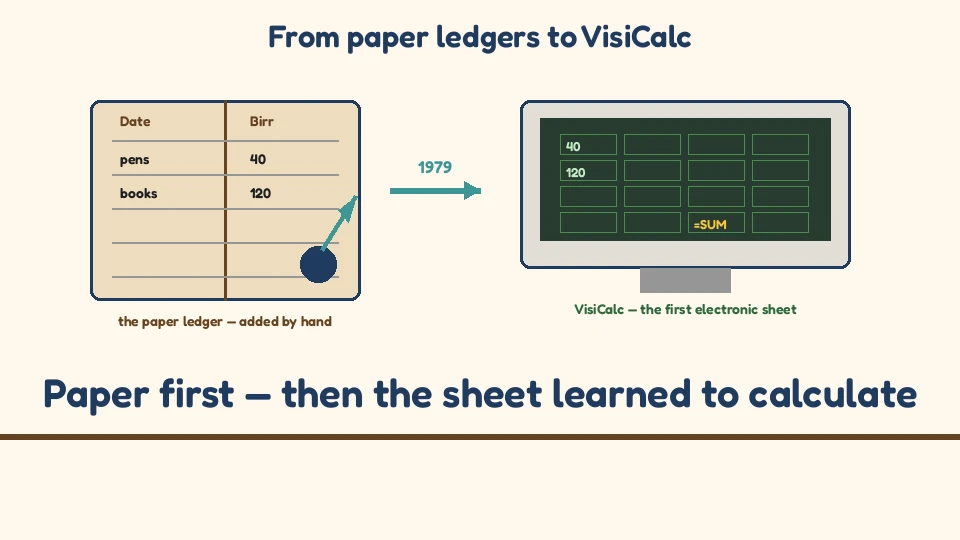 From paper ledgers to VisiCalc
Date Birr
pens 40
books 120
1979
40
120
=SUM
the paper ledger — added by hand
VisiCalc — the first electronic sheet
Paper first — then the sheet learned to calculate